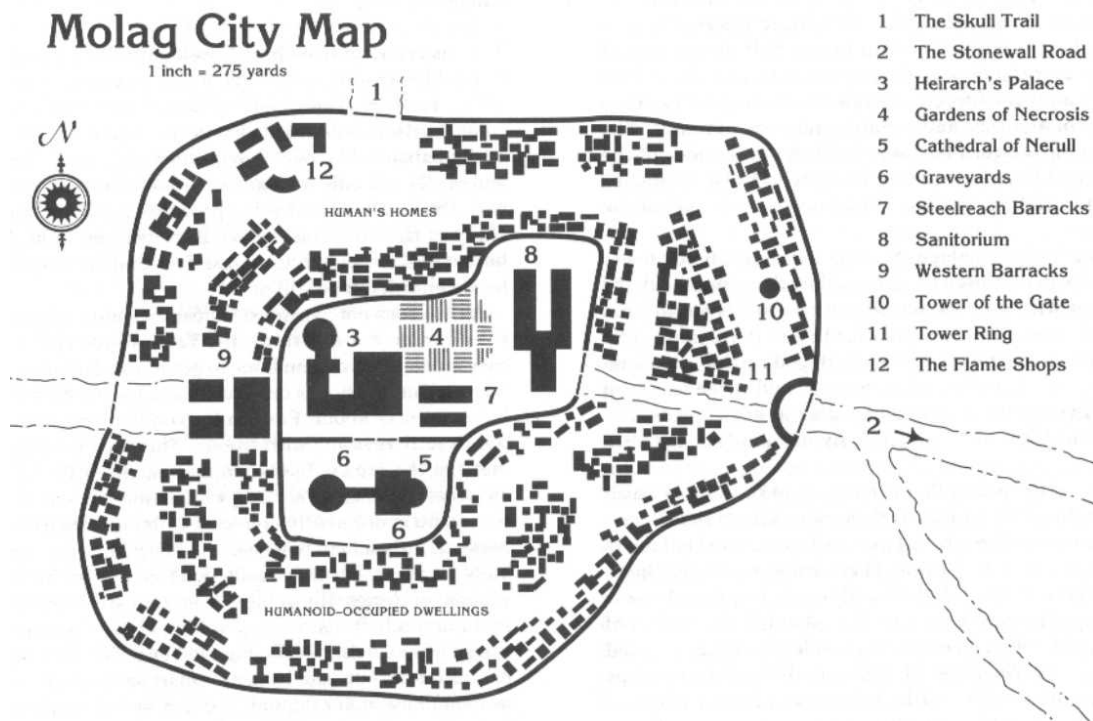 Molag City Map
1 inch = 275 yards
1 The Skull Trail
2 The Stonewall Road
3 Heirarch's Palace
4 Gardens of Necrosis
5 Cathedral of Nerull
6 Graveyards
7 Steelreach Barracks
8 Sanitorium
9 Western Barracks
10 Tower of the Gate
11 Tower Ring
12 The Flame Shops
N
1
12
HUMAN'S HOMES
8
10
3
4
9
11
7
2
6
5
6
HUMANOID–OCCUPIED DWELLINGS